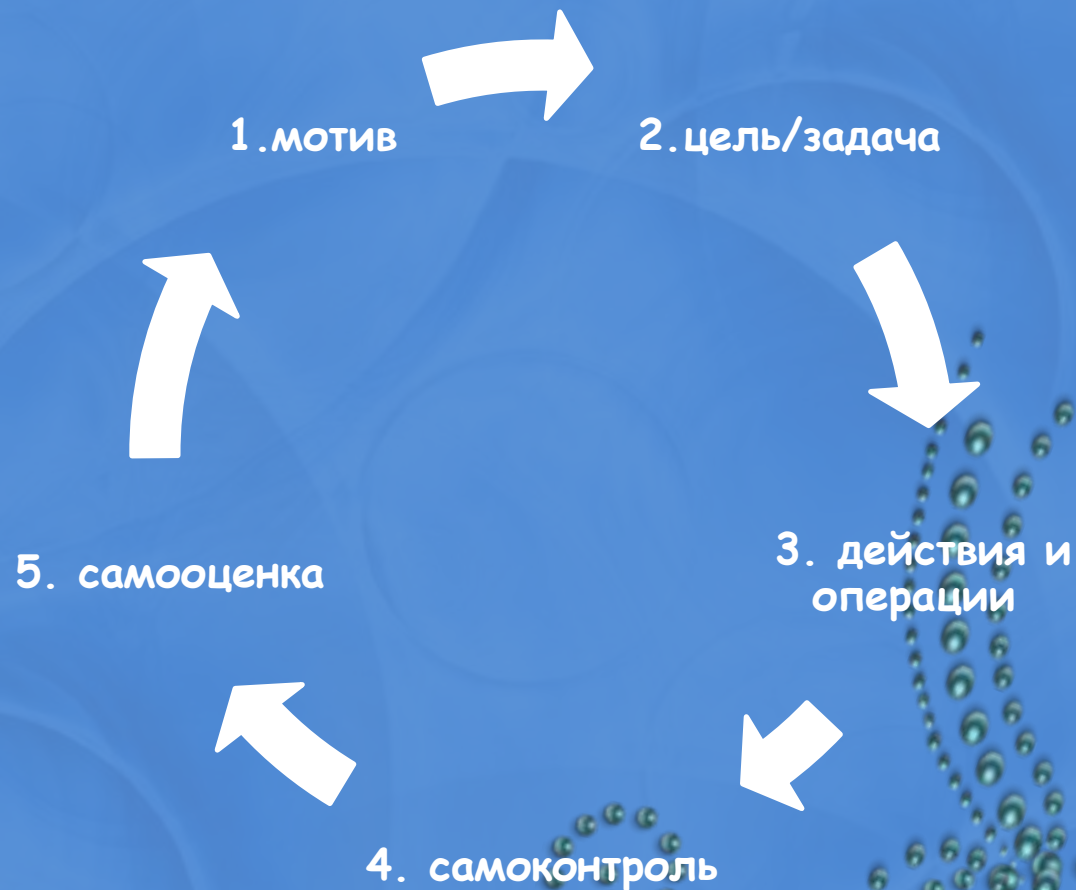 1.мотив
2.цель/задача
3. действия и
операции
4. самоконтроль
5. самооценка